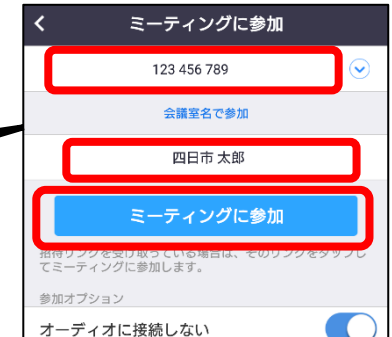 ミーティングに参加
123 456 789
会議室名で参加
四日市 太郎
ミーティングに参加
招待リンクを受け取っている場合は、そのリンクをタップし
てミーティングに参加します。
参加オプション
オーディオに接続しない